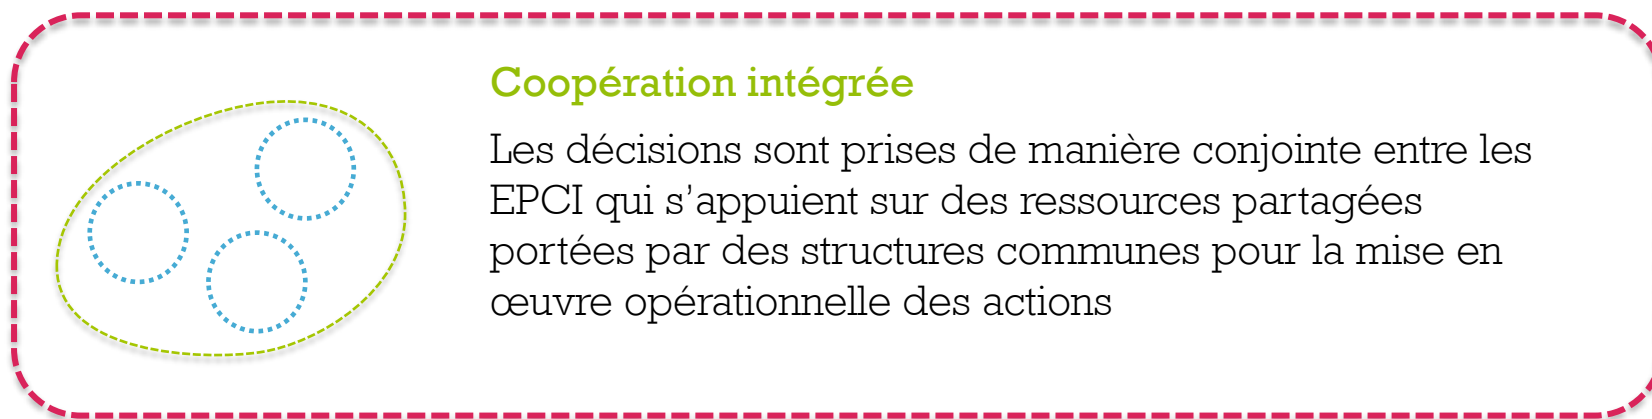 Coopération intégrée
Les décisions sont prises de manière conjointe entre les
EPCI qui s’appuient sur des ressources partagées
portées par des structures communes pour la mise en
œuvre opérationnelle des actions